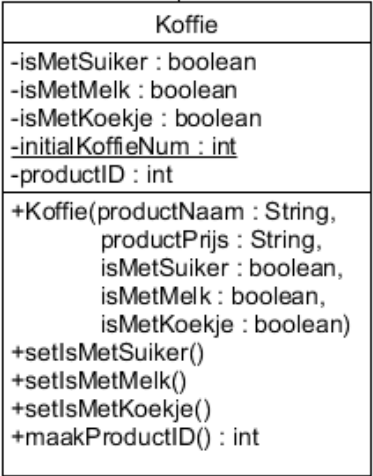 Koffie
-isMetSuiker : boolean
-isMetMelk : boolean
-isMetKoekje : boolean
-initialKoffieNum : int
-productID : int
+Koffie(productNaam : String,
productPrijs : String,
isMetSuiker : boolean,
isMetMelk : boolean,
isMetKoekje : boolean)
+setIsMetSuiker()
+setIsMetMelk()
+setIsMetKoekje()
+maakProductID() : int